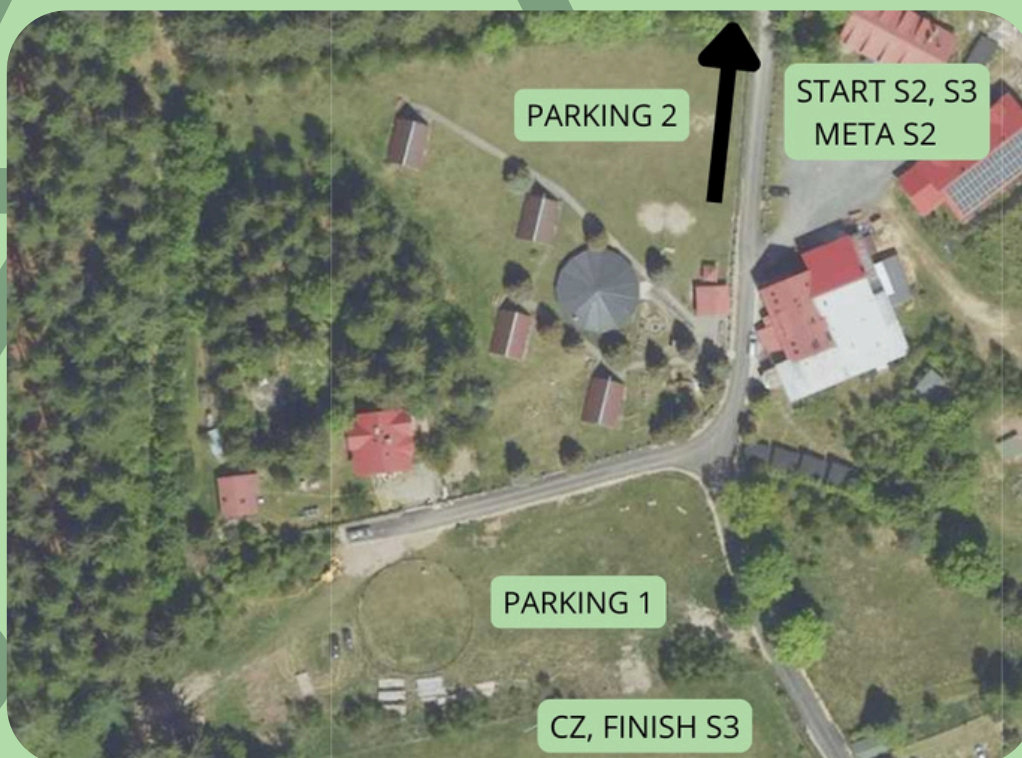 PARKING 2
START S2, S3
META S2
PARKING 1
CZ, FINISH S3